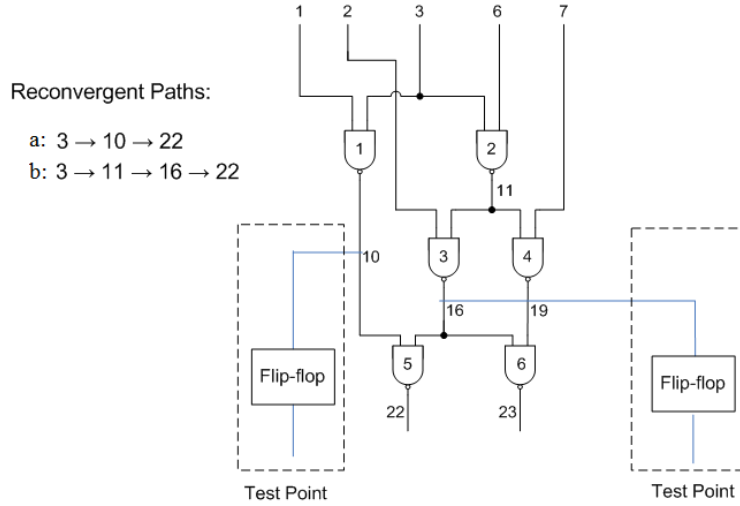 1 2 3 6 7
Reconvergent Paths:
a: 3 → 10 → 22
b: 3 → 11 → 16 → 22
1 2
11
3 4
10
16 19
5 6
Flip-flop
Flip-flop
22 23
Test Point
Test Point